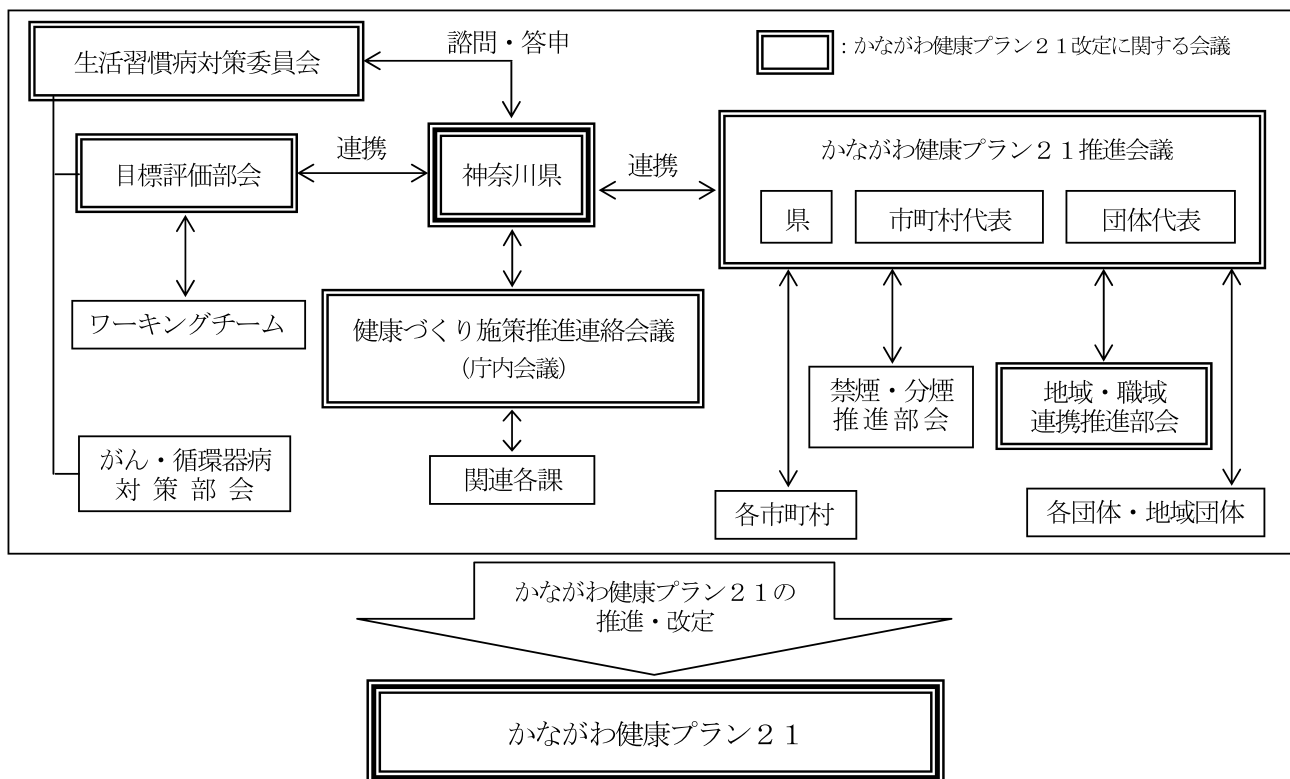 生活習慣病対策委員会
諮問・答申
：かながわ健康プラン２１改定に関する会議
目標評価部会
連携
神奈川県
連携
かながわ健康プラン２１推進会議
県
市町村代表
団体代表
ワーキングチーム
健康づくり施策推進連絡会議
（庁内会議）
禁煙・分煙
推進部会
地域・職域
連携推進部会
がん・循環器病
対策部会
関連各課
各市町村
各団体・地域団体
かながわ健康プラン２１の
推進・改定
かながわ健康プラン２１